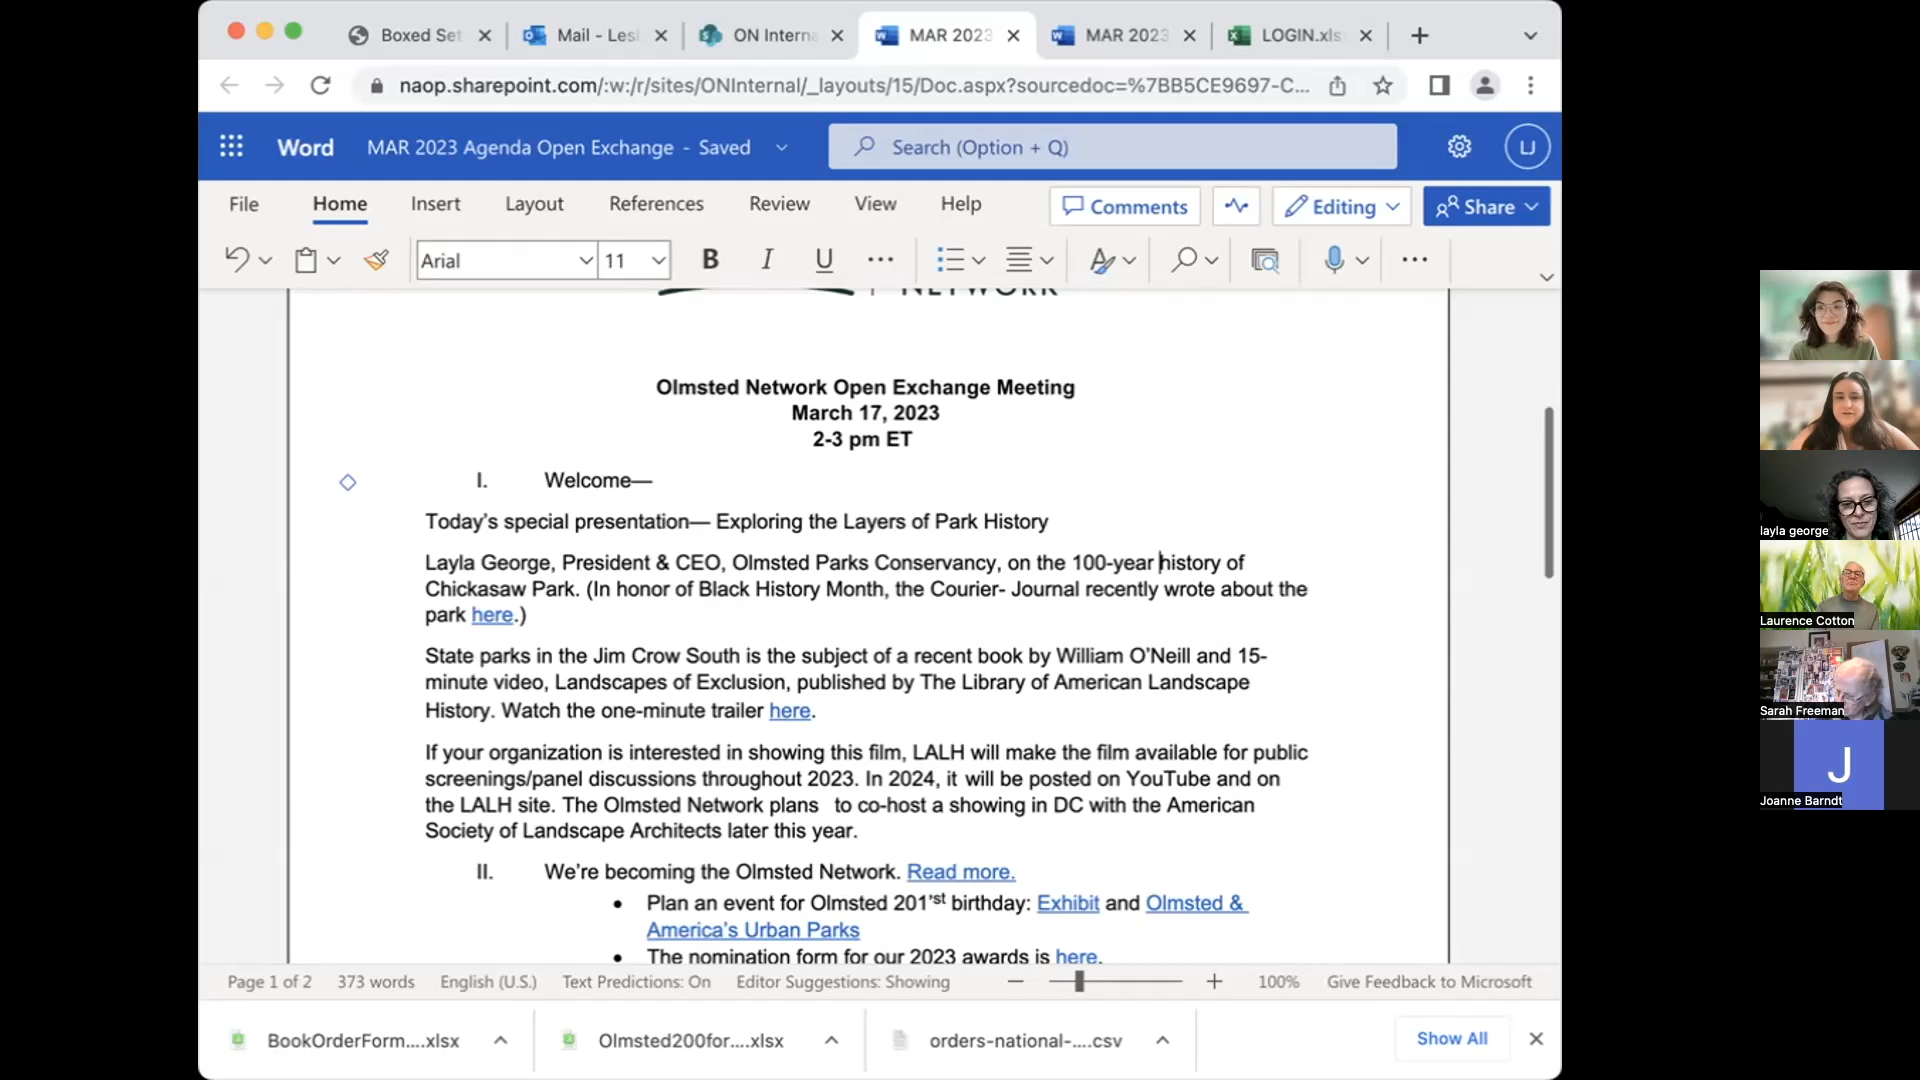 Boxed Set
Mail - Lesl
ON Interna
MAR 2023
MAR 2023
LOGIN.xls
naop.sharepoint.com/:w:/r/sites/ONInternal/_layouts/15/Doc.aspx?sourcedoc=%7BB5CE9697-C...
Word
MAR 2023 Agenda Open Exchange - Saved
Search (Option + Q)
LJ
File Home Insert Layout References Review View Help
Comments
Editing
Share
Arial
11
B I U
NETWORK
Olmsted Network Open Exchange Meeting
March 17, 2023
2-3 pm ET
I. Welcome—
Today's special presentation— Exploring the Layers of Park History
Layla George, President & CEO, Olmsted Parks Conservancy, on the 100-year history of
Chickasaw Park. (In honor of Black History Month, the Courier- Journal recently wrote about the
park here.)
State parks in the Jim Crow South is the subject of a recent book by William O'Neill and 15-
minute video, Landscapes of Exclusion, published by The Library of American Landscape
History. Watch the one-minute trailer here.
If your organization is interested in showing this film, LALH will make the film available for public
screenings/panel discussions throughout 2023. In 2024, it will be posted on YouTube and on
the LALH site. The Olmsted Network plans to co-host a showing in DC with the American
Society of Landscape Architects later this year.
II. We're becoming the Olmsted Network. Read more.
• Plan an event for Olmsted 201'st birthday: Exhibit and Olmsted &
America's Urban Parks
• The nomination form for our 2023 awards is here.
Page 1 of 2
373 words
English (U.S.)
Text Predictions: On
Editor Suggestions: Showing
100%
Give Feedback to Microsoft
BookOrderForm....xlsx
Olmsted200for....xlsx
orders-national-....csv
Show All
layla george
Laurence Cotton
Sarah Freeman
J
Joanne Barndt